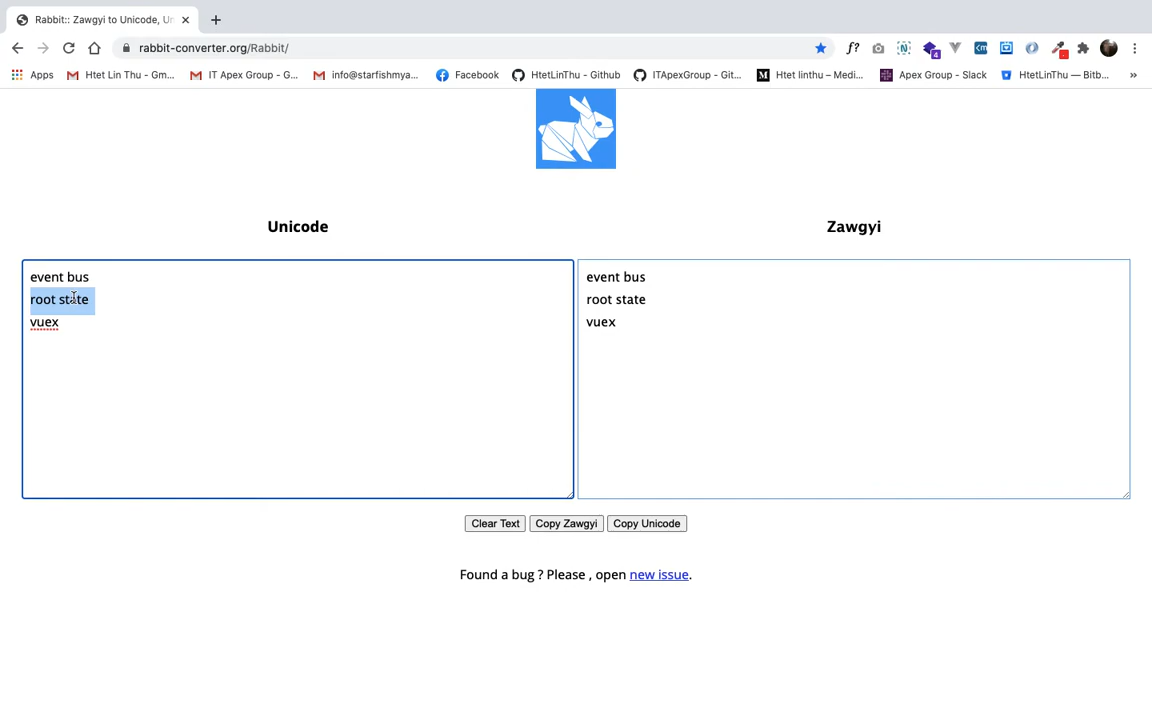 Rabbit:: Zawgyi to Unicode, Un
rabbit-converter.org/Rabbit/
f?
N
4
<m
Apps
Htet Lin Thu - Gm...
IT Apex Group - G...
info@starfishmya...
Facebook
HtetLinThu - Github
ITApexGroup - Git...
Htet linthu – Medi...
Apex Group - Slack
HtetLinThu — Bitb...
»
Unicode
Zawgyi
event bus
root state
vuex
event bus
root state
vuex
Clear Text
Copy Zawgyi
Copy Unicode
Found a bug ? Please , open new issue.